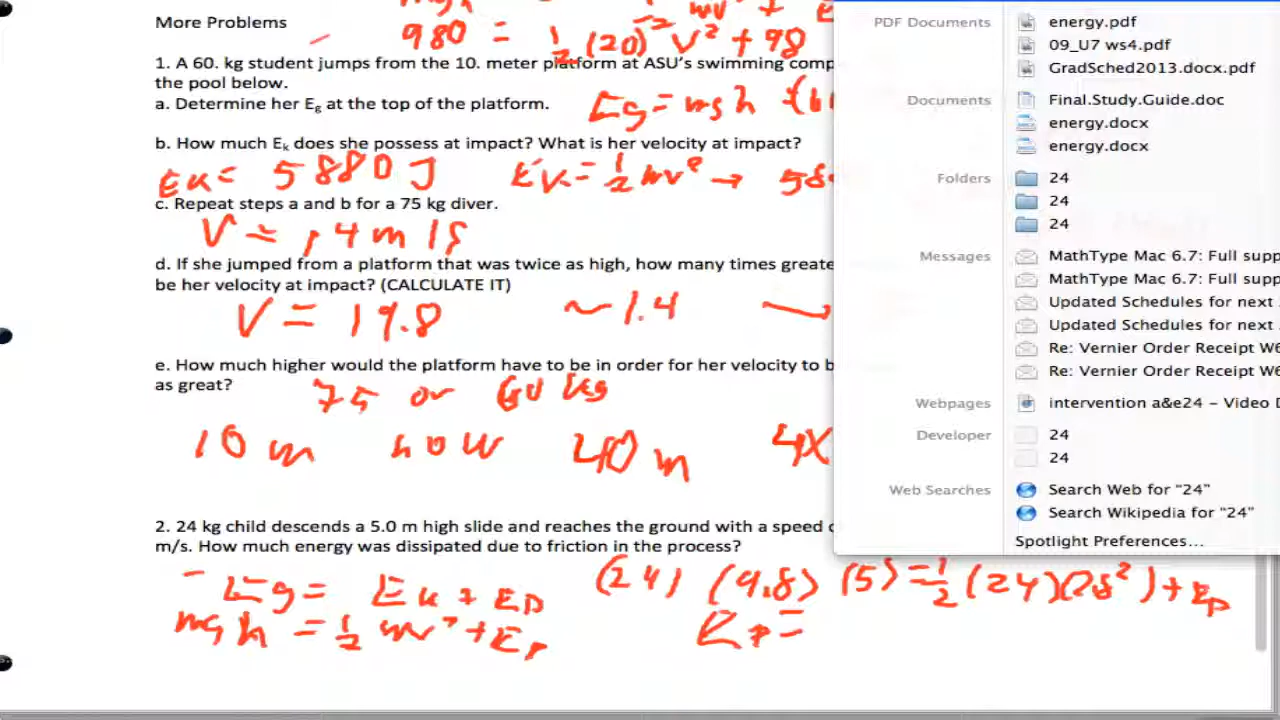 More Problems
980 = 1/2 (20) V² + 98
1. A 60. kg student jumps from the 10. meter platform at ASU's swimming comp
the pool below.
a. Determine her Eg at the top of the platform.
Eg = mgh
b. How much Ek does she possess at impact? What is her velocity at impact?
Ek = 5880 J EK = 1/2 mv² → 58
c. Repeat steps a and b for a 75 kg diver.
V = 14 m/s
d. If she jumped from a platform that was twice as high, how many times greate
be her velocity at impact? (CALCULATE IT)
V = 19.8 ~1.4
e. How much higher would the platform have to be in order for her velocity to b
as great?
75 or 60 kg
10 m now 40 m 4X
2. 24 kg child descends a 5.0 m high slide and reaches the ground with a speed o
m/s. How much energy was dissipated due to friction in the process?
Eg = Ek + ED (24) (9.8) (5) = 1/2 (24)(2.8²) + ED
mgh = 1/2 mv² + ED ED =
PDF Documents
energy.pdf
09_U7 ws4.pdf
GradSched2013.docx.pdf
Documents
Final.Study.Guide.doc
energy.docx
energy.docx
Folders
24
24
24
Messages
MathType Mac 6.7: Full supp
MathType Mac 6.7: Full supp
Updated Schedules for next
Updated Schedules for next
Re: Vernier Order Receipt W6
Re: Vernier Order Receipt W6
Webpages
intervention a&e24 – Video D
Developer
24
24
Web Searches
Search Web for "24"
Search Wikipedia for "24"
Spotlight Preferences...